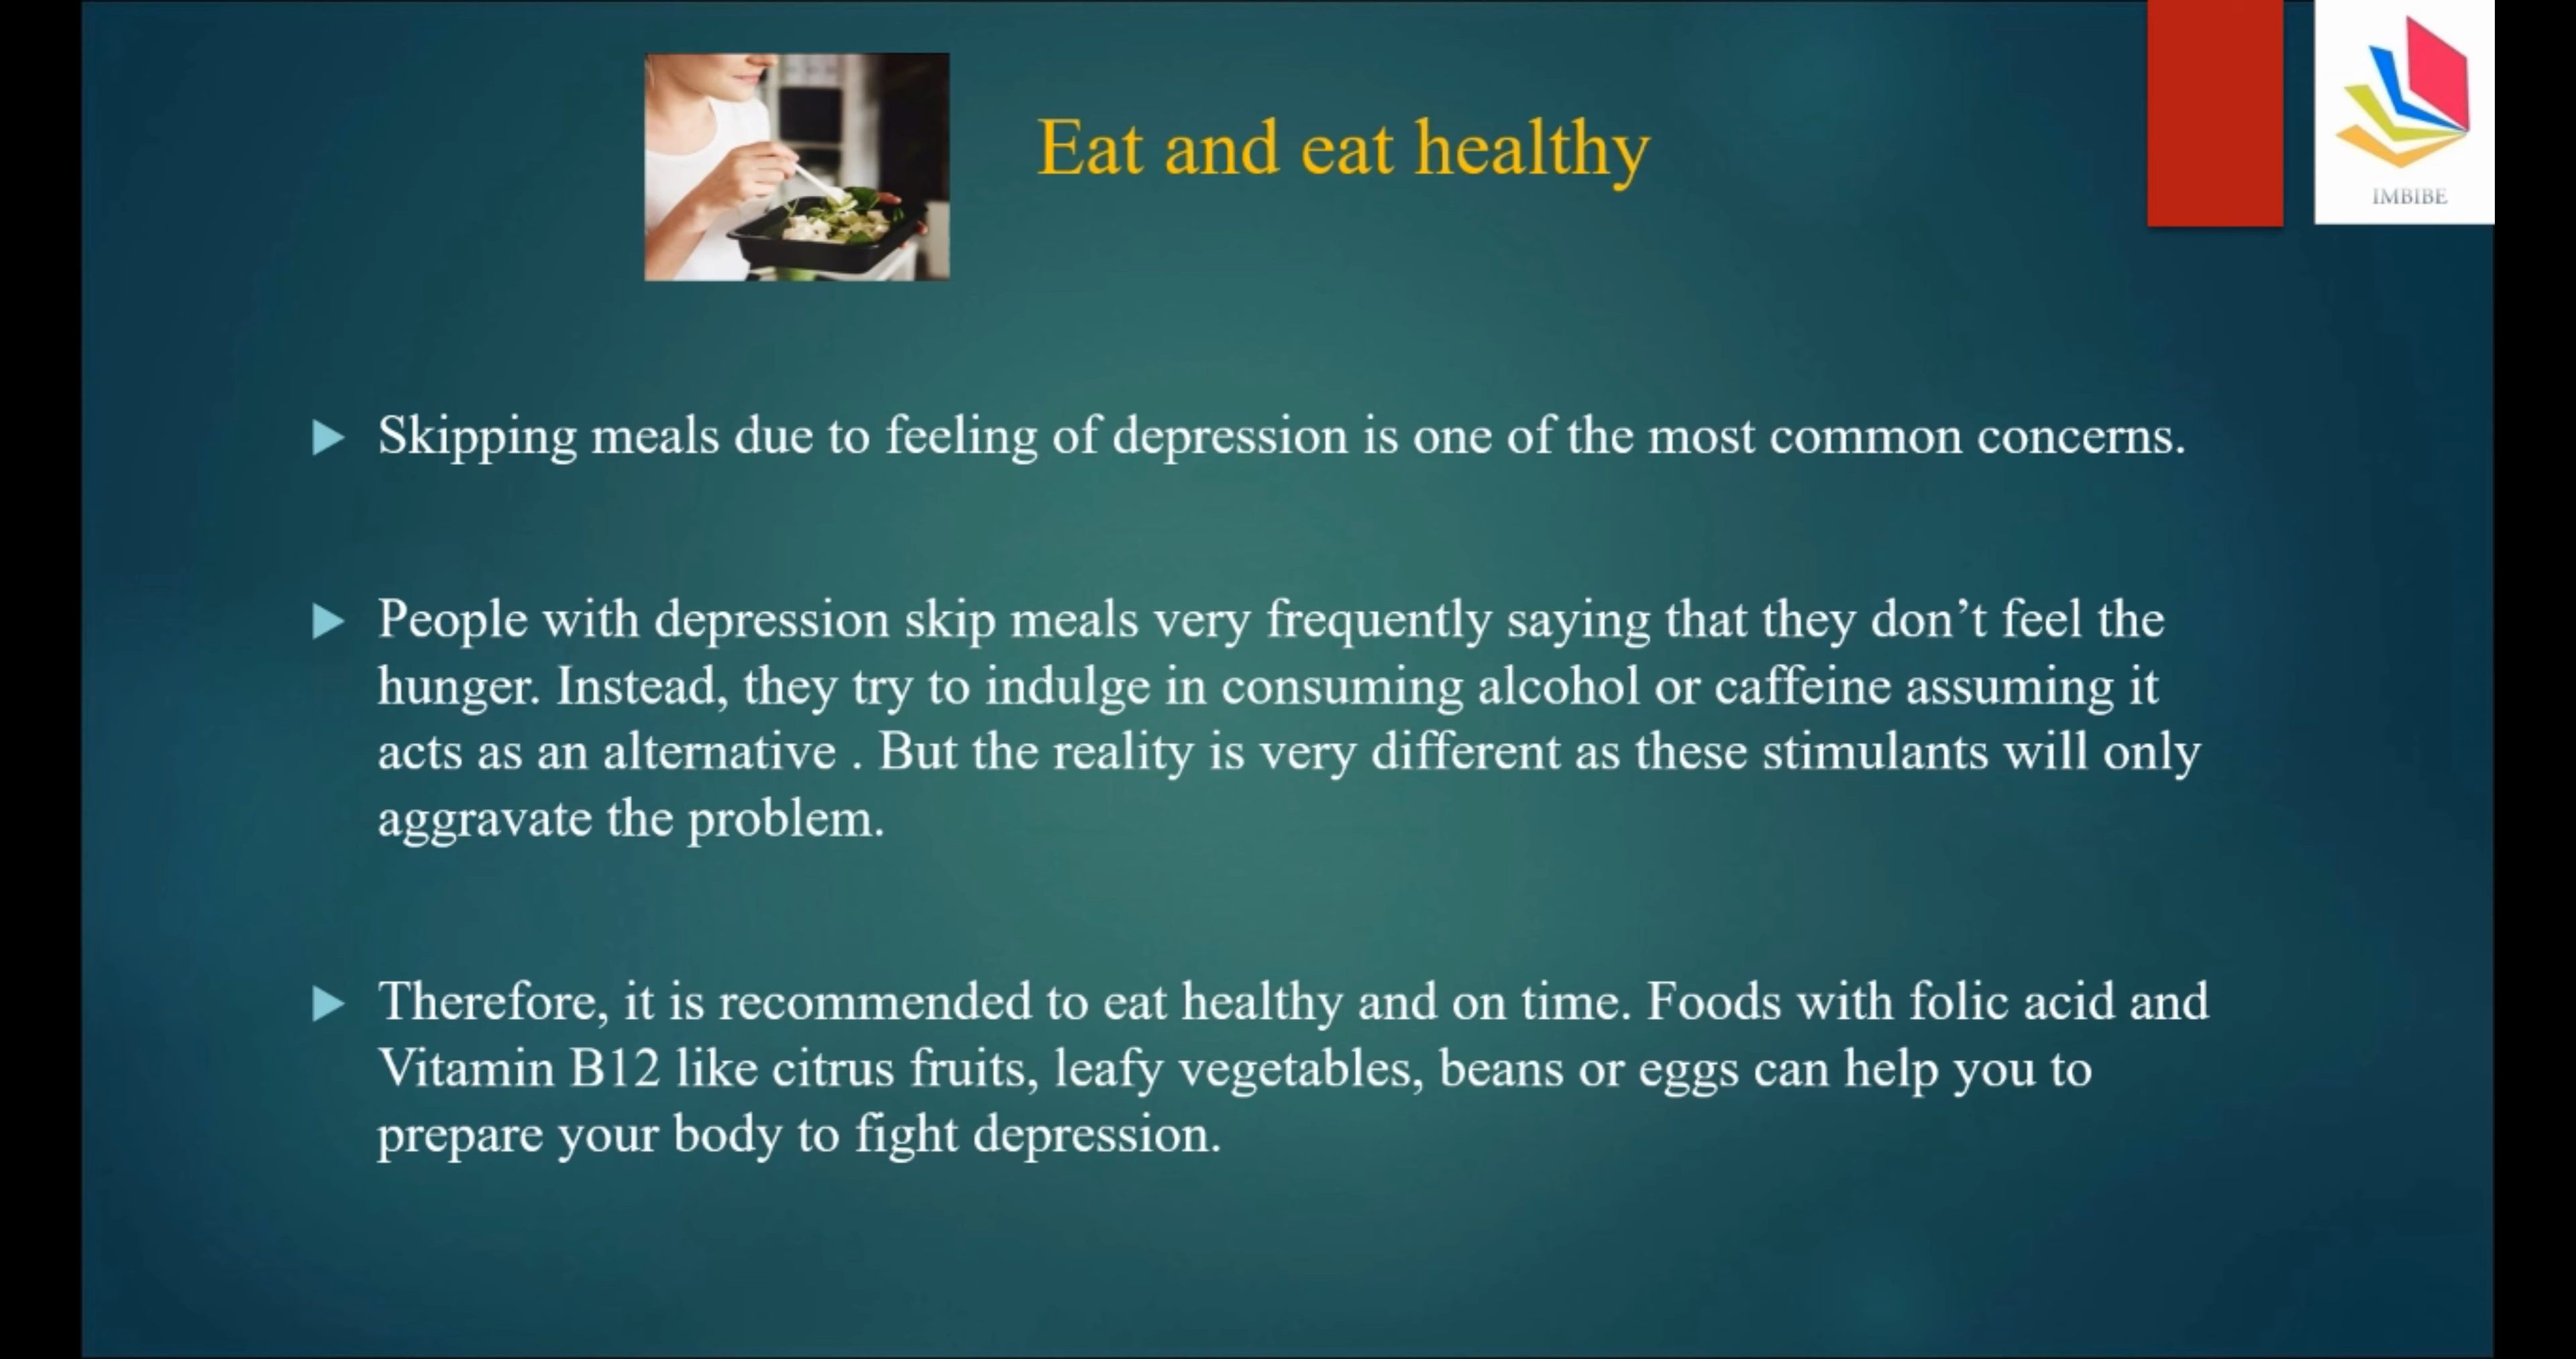 IMBIBE
Eat and eat healthy
Skipping meals due to feeling of depression is one of the most common concerns.
People with depression skip meals very frequently saying that they don’t feel the
hunger. Instead, they try to indulge in consuming alcohol or caffeine assuming it
acts as an alternative . But the reality is very different as these stimulants will only
aggravate the problem.
Therefore, it is recommended to eat healthy and on time. Foods with folic acid and
Vitamin B12 like citrus fruits, leafy vegetables, beans or eggs can help you to
prepare your body to fight depression.